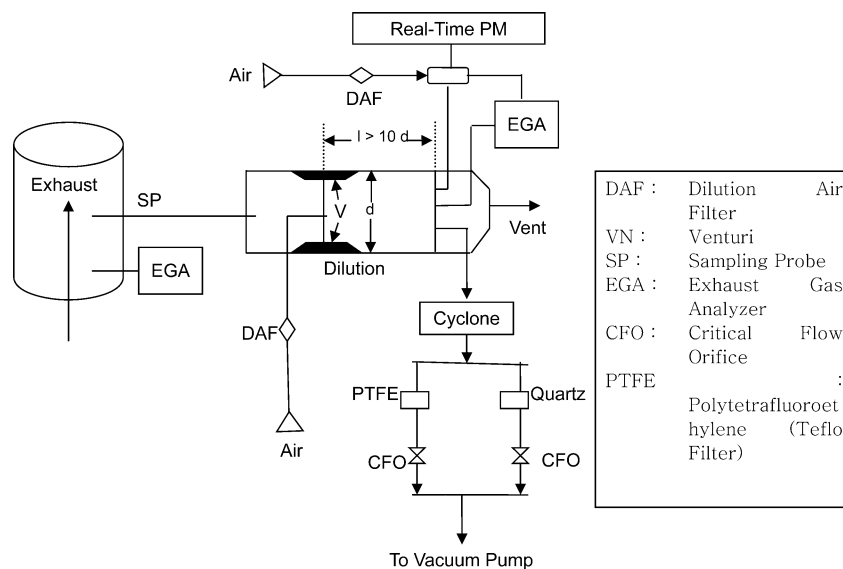 Real-Time PM
Air
DAF
EGA
l > 10 d
Exhaust
SP
V
d
Vent
EGA
Dilution
DAF
Cyclone
Air
PTFE
Quartz
CFO
CFO
To Vacuum Pump
DAF : Dilution Air
Filter
VN : Venturi
SP : Sampling Probe
EGA : Exhaust Gas
Analyzer
CFO : Critical Flow
Orifice
PTFE :
Polytetrafluoroet
hylene (Teflo
Filter)